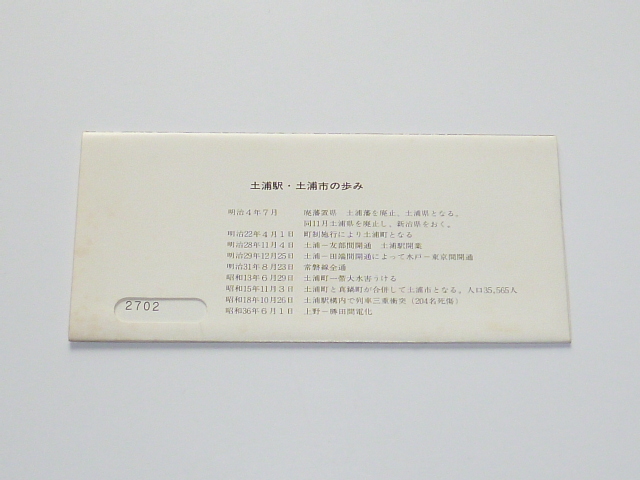 土浦駅・土浦市の歩み
明治4年7月　廃藩置県　土浦藩を廃止、土浦県となる。
同11月土浦県を廃止し、新治県をおく。
明治22年4月1日　町制施行により土浦町となる
明治28年11月4日　土浦－友部間開通　土浦駅開業
明治29年12月25日　土浦－田端間開通によって水戸－東京間開通
明治31年8月23日　常磐線全通
昭和13年6月29日　土浦町一帯大水害うける
昭和15年11月3日　土浦町と真鍋町が合併して土浦市となる。人口35,565人
昭和18年10月26日　土浦駅構内で列車三重衝突（204名死傷）
昭和36年6月1日　上野－勝田間電化
2702